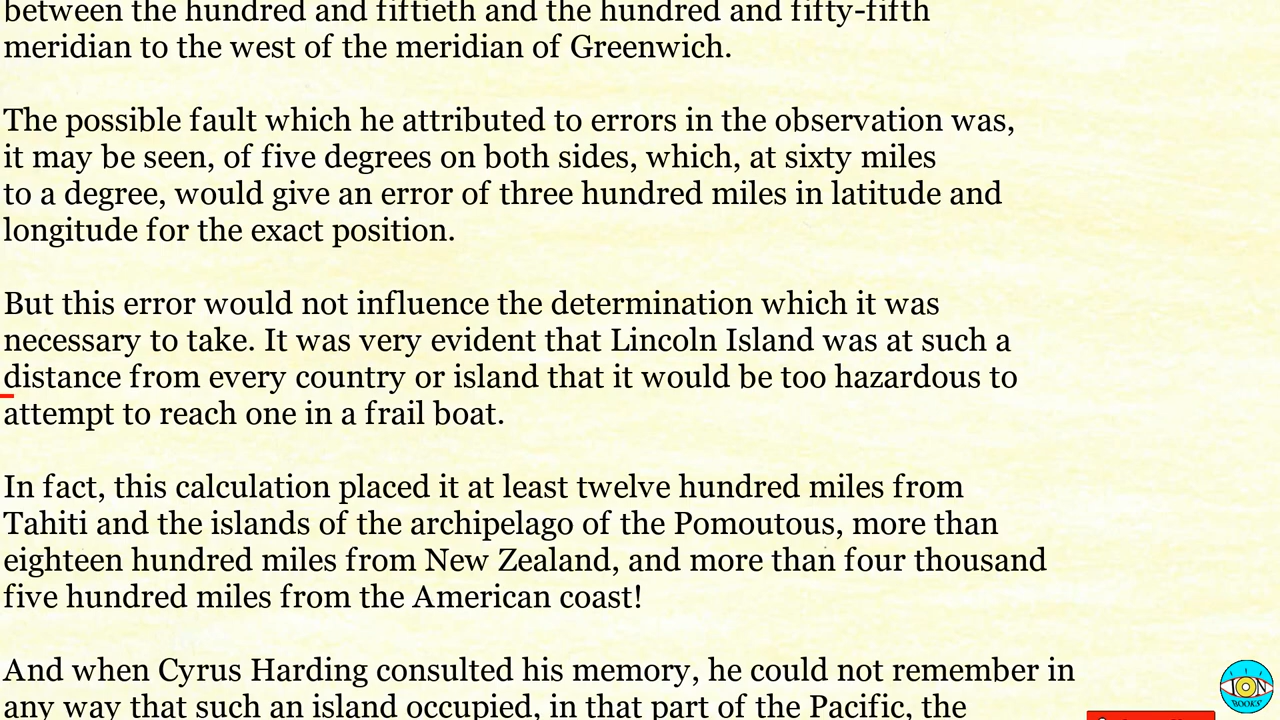 between the hundred and fiftieth and the hundred and fifty-fifth
meridian to the west of the meridian of Greenwich.
The possible fault which he attributed to errors in the observation was,
it may be seen, of five degrees on both sides, which, at sixty miles
to a degree, would give an error of three hundred miles in latitude and
longitude for the exact position.
But this error would not influence the determination which it was
necessary to take. It was very evident that Lincoln Island was at such a
distance from every country or island that it would be too hazardous to
attempt to reach one in a frail boat.
In fact, this calculation placed it at least twelve hundred miles from
Tahiti and the islands of the archipelago of the Pomoutous, more than
eighteen hundred miles from New Zealand, and more than four thousand
five hundred miles from the American coast!
And when Cyrus Harding consulted his memory, he could not remember in
any way that such an island occupied, in that part of the Pacific, the
ION
BOOKS